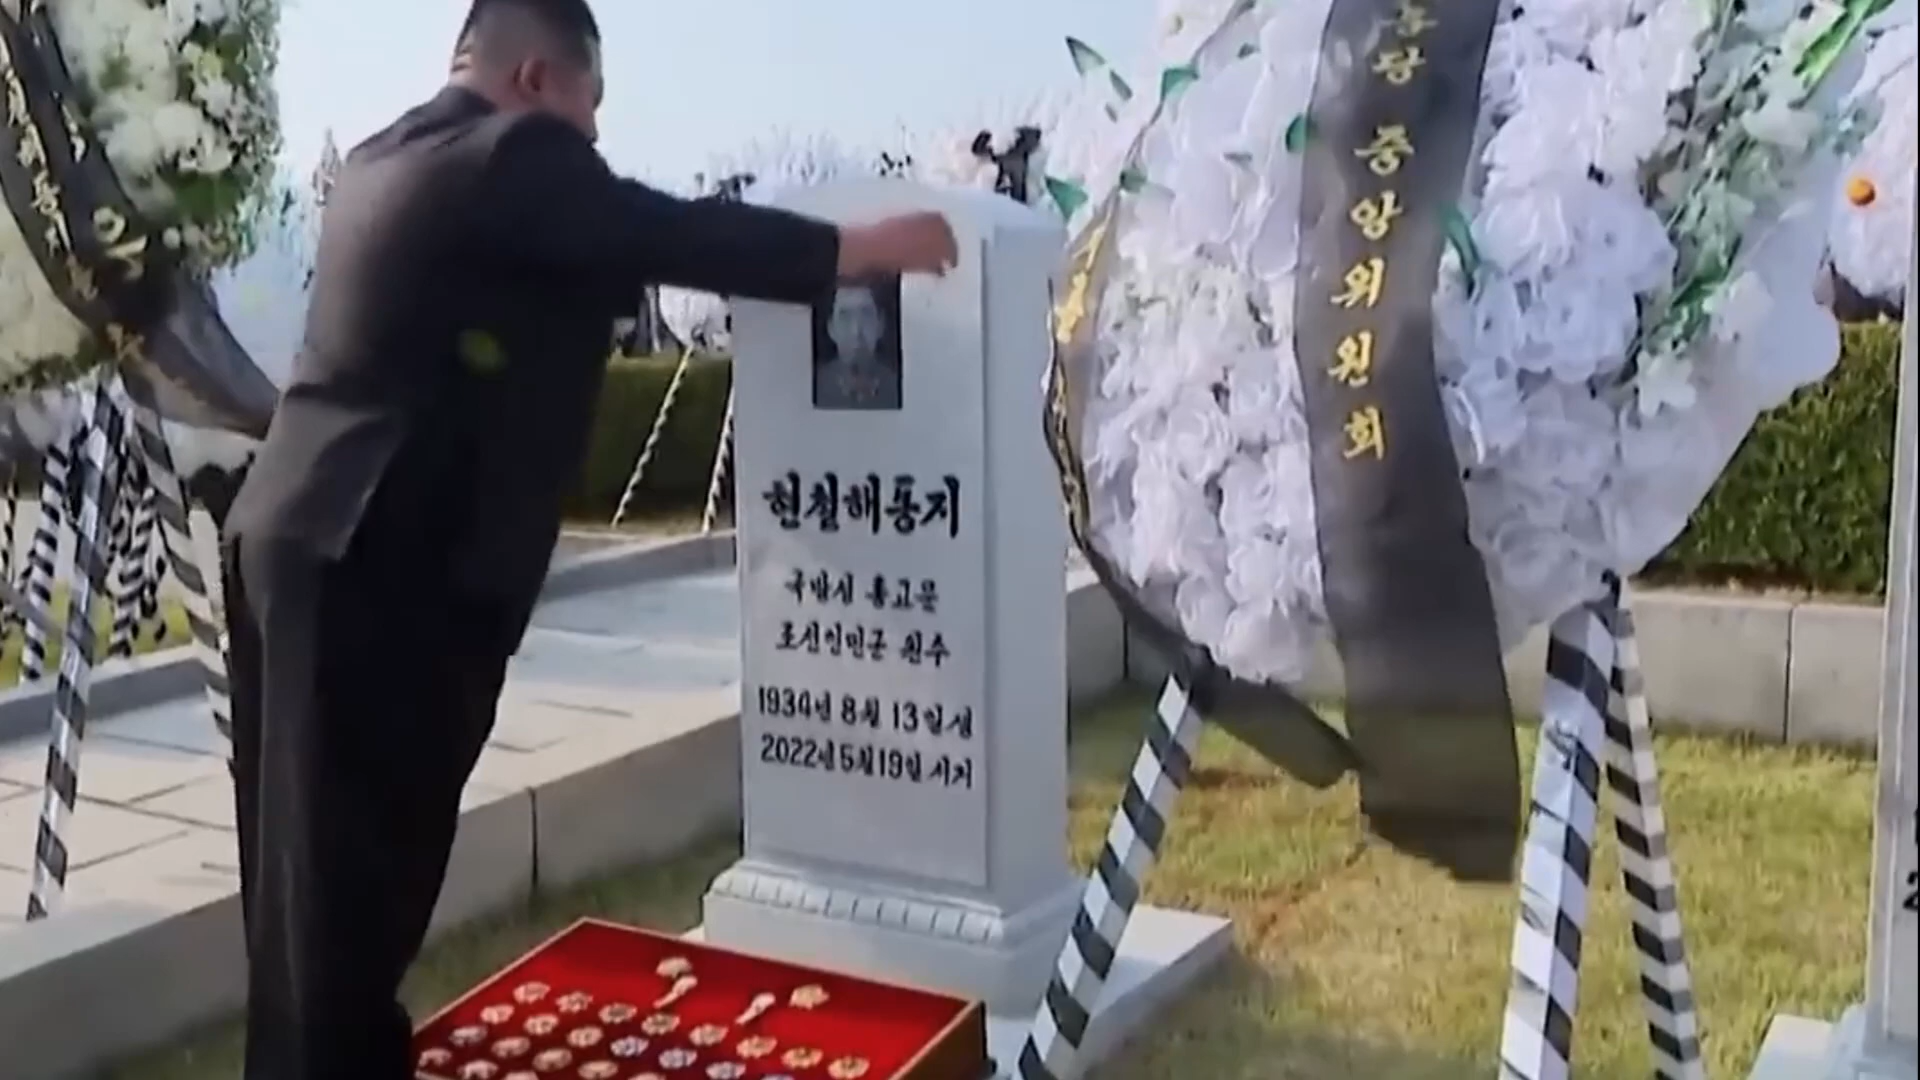 현철해동지
국방성 총고문
조선인민군 원수
1934년 8월 13일생
2022년 5월 19일 서거
중앙위원회